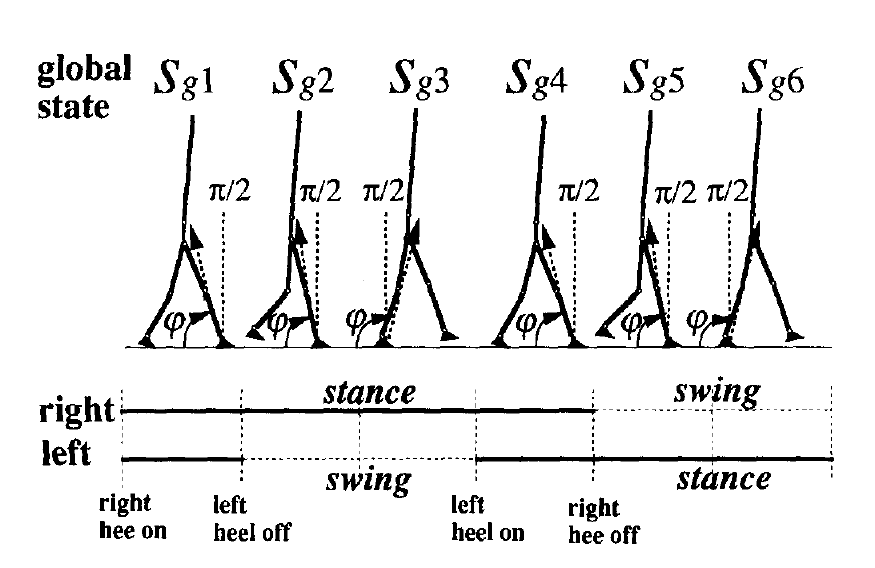 global state
Sg1 Sg2 Sg3 Sg4 Sg5 Sg6
π/2 π/2 π/2 π/2 π/2 π/2
φ φ φ φ φ φ
stance swing
right
left
swing stance
right hee on
left heel off
left heel on
right hee off